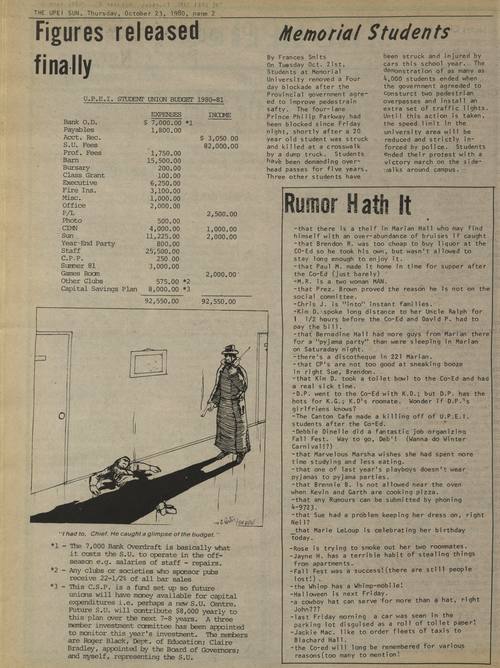 THE UPEI SUN, Thursday, October 23, 1980, page 2
Figures released
finally
U.P.E.I. STUDENT UNION BUDGET 1980-81
EXPENSES INCOME
Bank O.D. $ 7,000.00 *1
Payables 1,800.00
Acct. Rec. $ 3,050.00
S.U. Fees 82,000.00
Prof. Fees 1,750.00
Barn 15,500.00
Bursary 200.00
Class Grant 100.00
Executive 6,250.00
Fire Ins. 3,100.00
Misc. 1,000.00
Office 2,000.00
P/L 2,500.00
Photo 500.00
CIMN 4,000.00 1,000.00
Sun 11,225.00 2,000.00
Year-End Party 800.00
Staff 25,500.00
C.P.P. 250.00
Summer 81 3,000.00
Games Room 2,000.00
Other Clubs 575.00 *2
Capital Savings Plan 8,000.00 *3
92,550.00 92,550.00
"I had to, Chief. He caught a glimpse of the budget."
*1 - The 7,000 Bank Overdraft is basically what
it costs the S.U. to operate in the off-
season e.g. salaries of staff - repairs.
*2 - Any clubs or societies who sponsor pubs
receive 22-1/2% of all bar sales
*3 - This C.S.P. is a fund set up so future
unions will have money available for capital
expenditures i.e. perhaps a new S.U. Centre.
Future S.U. will contribute $8,000 yearly to
this plan over the next 7-8 years. A three
member investment committee has been appointed
to monitor this year's investment. The members
are Roger Black, Dept. of Education; Claire
Bradley, appointed by the Board of Governors;
and myself, representing the S.U.
Memorial Students
By Frances Smits
On Tuesday Oct. 21st,
Students at Memorial
University removed a Four
day blockade after the
Provincial government agre-
ed to improve pedestrain
safety. The four-lane
Prince Philip Parkway had
been blocked since Friday
night, shortly after a 20
year old student was struck
and killed at a crosswalk
by a dump truck. Students
have been demanding over-
head passes for five years.
Three other students have
been struck and injured by
cars this school year. The
demonstration of as many as
4,000 students ended when
the government agreeded to
consturct two pedestrian
overpasses and install an
extra set of traffic lights.
Until this action is taken,
the speed limit in the
university area will be
reduced and strictly in-
forced by police. Students
ended their protest with a
victory march on the side-
walks around campus.
Rumor Hath It
-that there is a theif in Marian Hall who may find
himself with an over-abundance of bruises if caught
-that Brendon R. was too cheap to buy liquor at the
CO-Ed so he took his own, but wasn't allowed to
stay long enough to enjoy it.
-that Paul M. made it home in time for supper after
the Co-Ed (just barely)
-M.R. is a two woman MAN.
-that Prez. Brown proved the reason he is not on the
social committee.
-Chris J. is "into" instant families.
-Kim D. spoke long distance to her Uncle Ralph for
1 1/2 hours before the Co-Ed and David P. had to
pay the bill.
-that Bernadine Hall had more guys from Marian there
for a "pyjama party" than were sleeping in Marian
on Saturaday night.
-there's a discotheque in 221 Marian.
-that CP's are not too good at sneaking booze
in right Sue, Brendon.
-that Kim D. took a toilet bowl to the Co-Ed and had
a real sick time.
-D.P. went to the Co-Ed with K.D.; but D.P. has the
hots for K.G.; K.D's roomate. Wonder if D.P.'s
girlfriens knows?
-The Canton Cafe made a killing off of U.P.E.I.
students after the Co-Ed.
-Debbie Dinelle did a fantastic job organizing
Fall Fest. Way to go, Deb'! (Wanna do Winter
Carnival?)
-that Marvelous Marsha wishes she had spent more
time studying and less eating.
-that one of last year's playboys doesn't wear
pyjamas to pyjama parties.
-that Brennie B. is not allowed near the oven
when Kevin and Garth are cooking pizza.
-that any Rumours can be submitted by phoning
4-9723.
-that Sue had a problem keeping her dress on, right
Neil?
-that Marie LeLoup is celebrating her birthday
today.
-Rose is trying to smoke out her two roomates.
-Jayne H. has a terrible habit of stealing things
from apartments.
-Fall Fest was a success!(there are still people
lost!).
-the Whimp has a Whimp-mobile!
-Halloween is next Friday.
-a cowboy hat can serve for more than a hat, right
John???
-last Friday morning a car was seen in the
parking lot disgolised as a roll of toilet paper!
-Jackie Mac. like to order fleets of taxis to
Blachard Hall.
-the Co-ed will long be remembered for various
reasons(too many to mention!